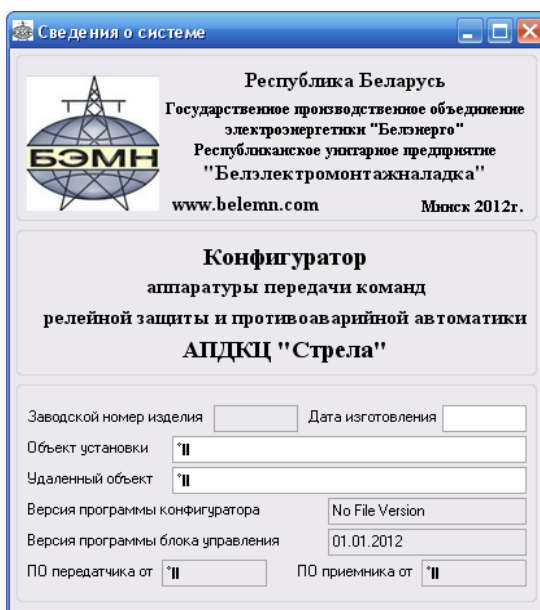 Сведения о системе
Республика Беларусь
Государственное производственное объединение
электроэнергетики "Белэнерго"
Республиканское унитарное предприятие
"Белэлектромонтажналадка"
www.belemn.com Минск 2012г.
БЭМН
Конфигуратор
аппаратуры передачи команд
релейной защиты и противоаварийной автоматики
АПДКЦ "Стрела"
Заводской номер изделия Дата изготовления
Объект установки
Удаленный объект
Версия программы конфигуратора No File Version
Версия программы блока управления 01.01.2012
ПО передатчика от ПО приемника от